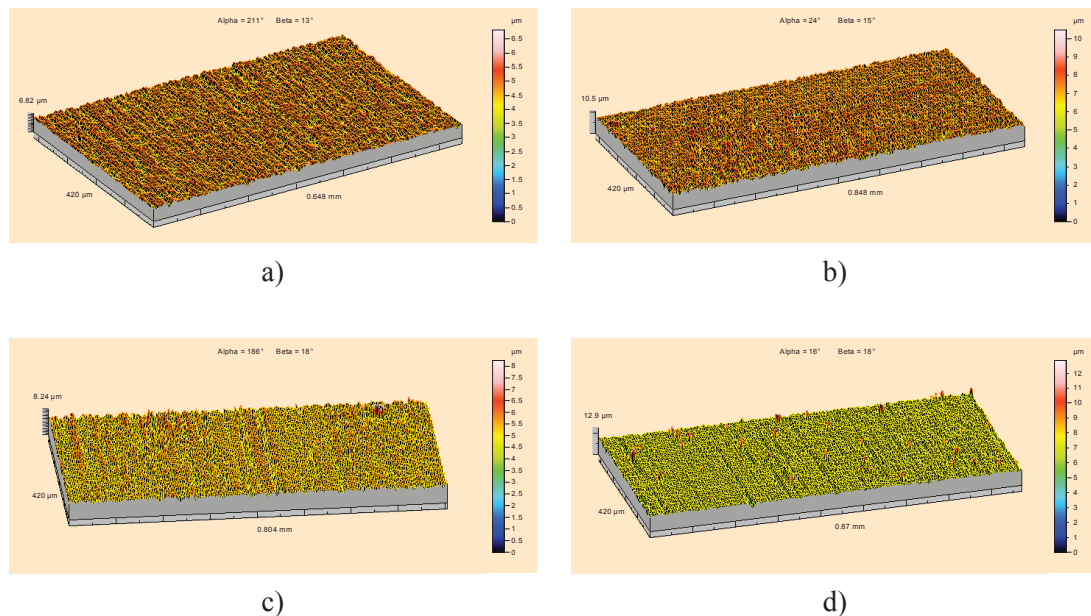 Alpha = 211° Beta = 13°
µm
6.5
6
5.5
5
4.5
4
3.5
3
2.5
2
1.5
1
0.5
0
6.82 µm
420 µm
0.648 mm
a)
Alpha = 24° Beta = 15°
µm
10
9
8
7
6
5
4
3
2
1
0
10.5 µm
420 µm
0.848 mm
b)
Alpha = 186° Beta = 18°
µm
8
7.5
7
6.5
6
5.5
5
4.5
4
3.5
3
2.5
2
1.5
1
0.5
0
8.24 µm
420 µm
0.804 mm
c)
Alpha = 16° Beta = 18°
µm
12
11
10
9
8
7
6
5
4
3
2
1
0
12.9 µm
420 µm
0.87 mm
d)